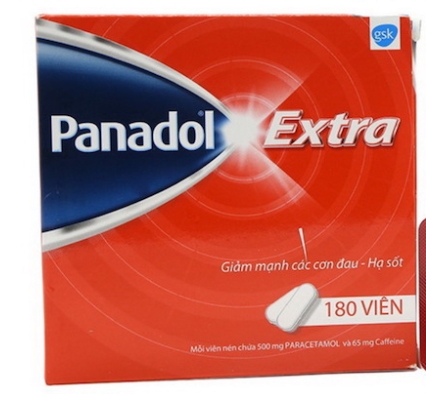 gsk
Panadol Extra
Giảm mạnh các cơn đau - Hạ sốt
180 VIÊN
Mỗi viên nén chứa 500 mg PARACETAMOL và 65 mg Caffeine